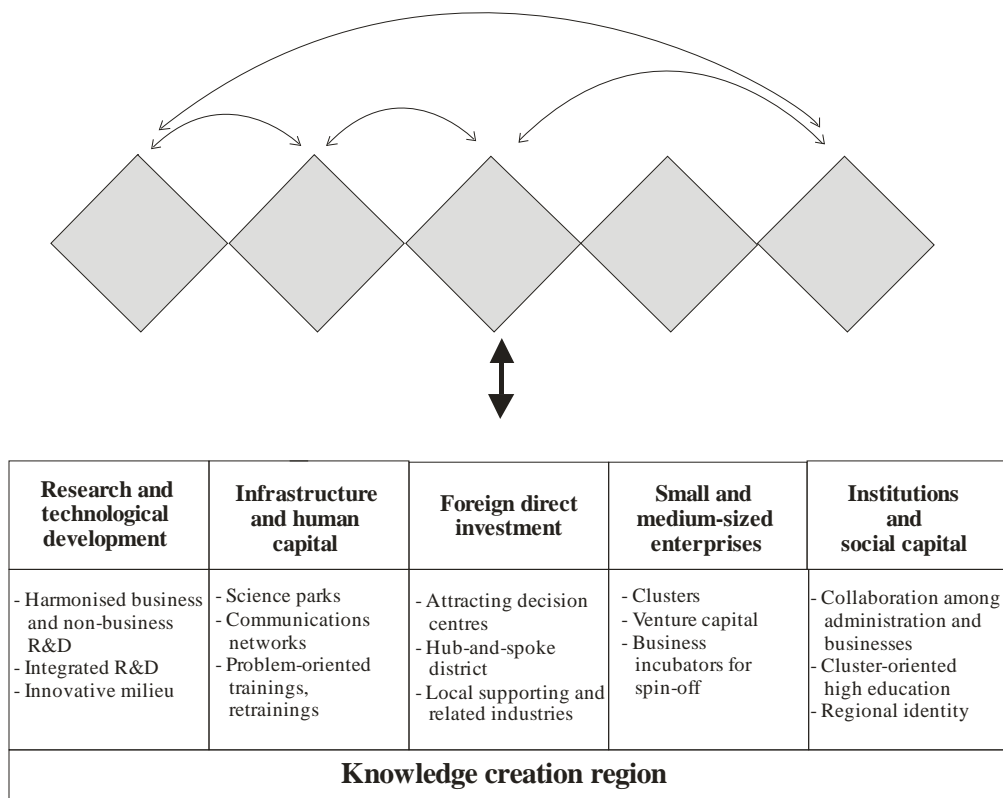 Research and
technological
development
Infrastructure
and human
capital
Foreign direct
investment
Small and
medium-sized
enterprises
Institutions
and
social capital
- Harmonised business
and non-business
R&D
- Integrated R&D
- Innovative milieu
- Science parks
- Communications
networks
- Problem-oriented
trainings,
retrainings
- Attracting decision
centres
- Hub-and-spoke
district
- Local supporting and
related industries
- Clusters
- Venture capital
- Business
incubators for
spin-off
- Collaboration among
administration and
businesses
- Cluster-oriented
high education
- Regional identity
Knowledge creation region